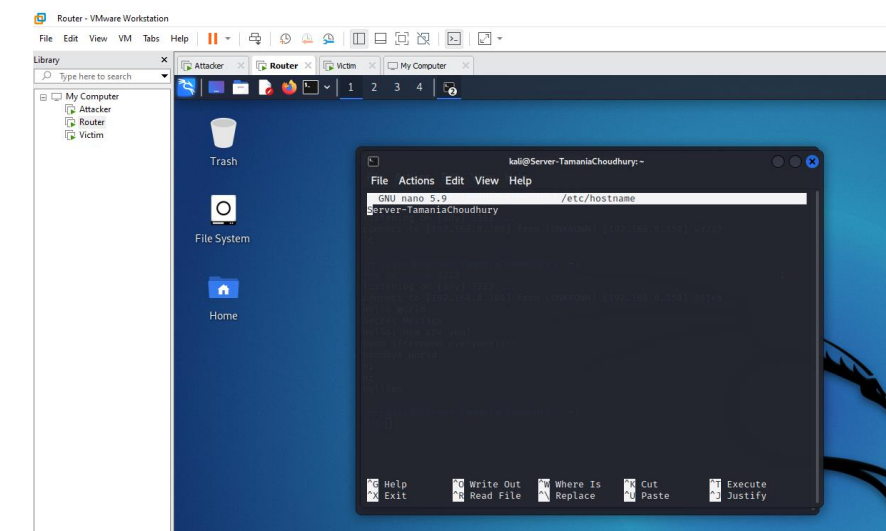 Router - VMware Workstation
File Edit View VM Tabs Help
Library
Type here to search
My Computer
Attacker
Router
Victim
Attacker Router Victim My Computer
1 2 3 4
2
Trash
File System
Home
kali@Server-TamaniaChoudhury: ~
File Actions Edit View Help
GNU nano 5.9 /etc/hostname
Server-TamaniaChoudhury
^G Help ^O Write Out ^W Where Is ^K Cut ^T Execute
^X Exit ^R Read File ^\ Replace ^U Paste ^J Justify